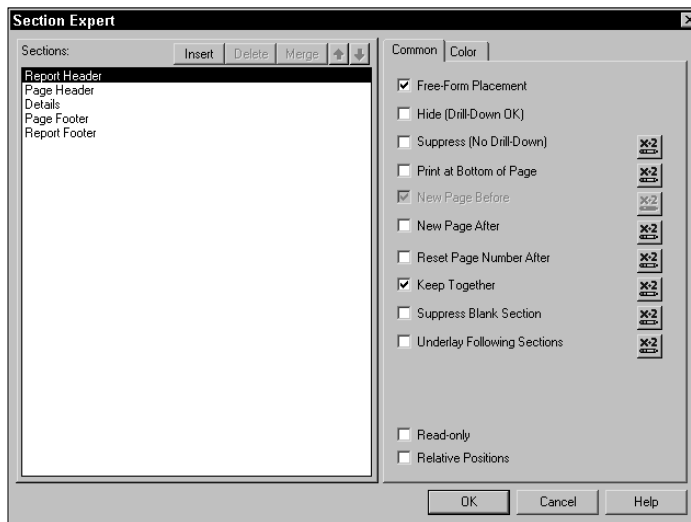 Section Expert
Sections:
Insert
Delete
Merge
Report Header
Page Header
Details
Page Footer
Report Footer
Common
Color
Free-Form Placement
Hide (Drill-Down OK)
Suppress (No Drill-Down)
X-2
Print at Bottom of Page
X-2
New Page Before
X-2
New Page After
X-2
Reset Page Number After
X-2
Keep Together
X-2
Suppress Blank Section
X-2
Underlay Following Sections
X-2
Read-only
Relative Positions
OK
Cancel
Help